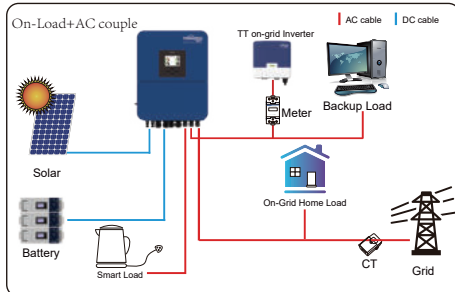 On-Load+AC couple
AC cable
DC cable
TT on-grid Inverter
Meter
Backup Load
Solar
On-Grid Home Load
Battery
Smart Load
CT
Grid